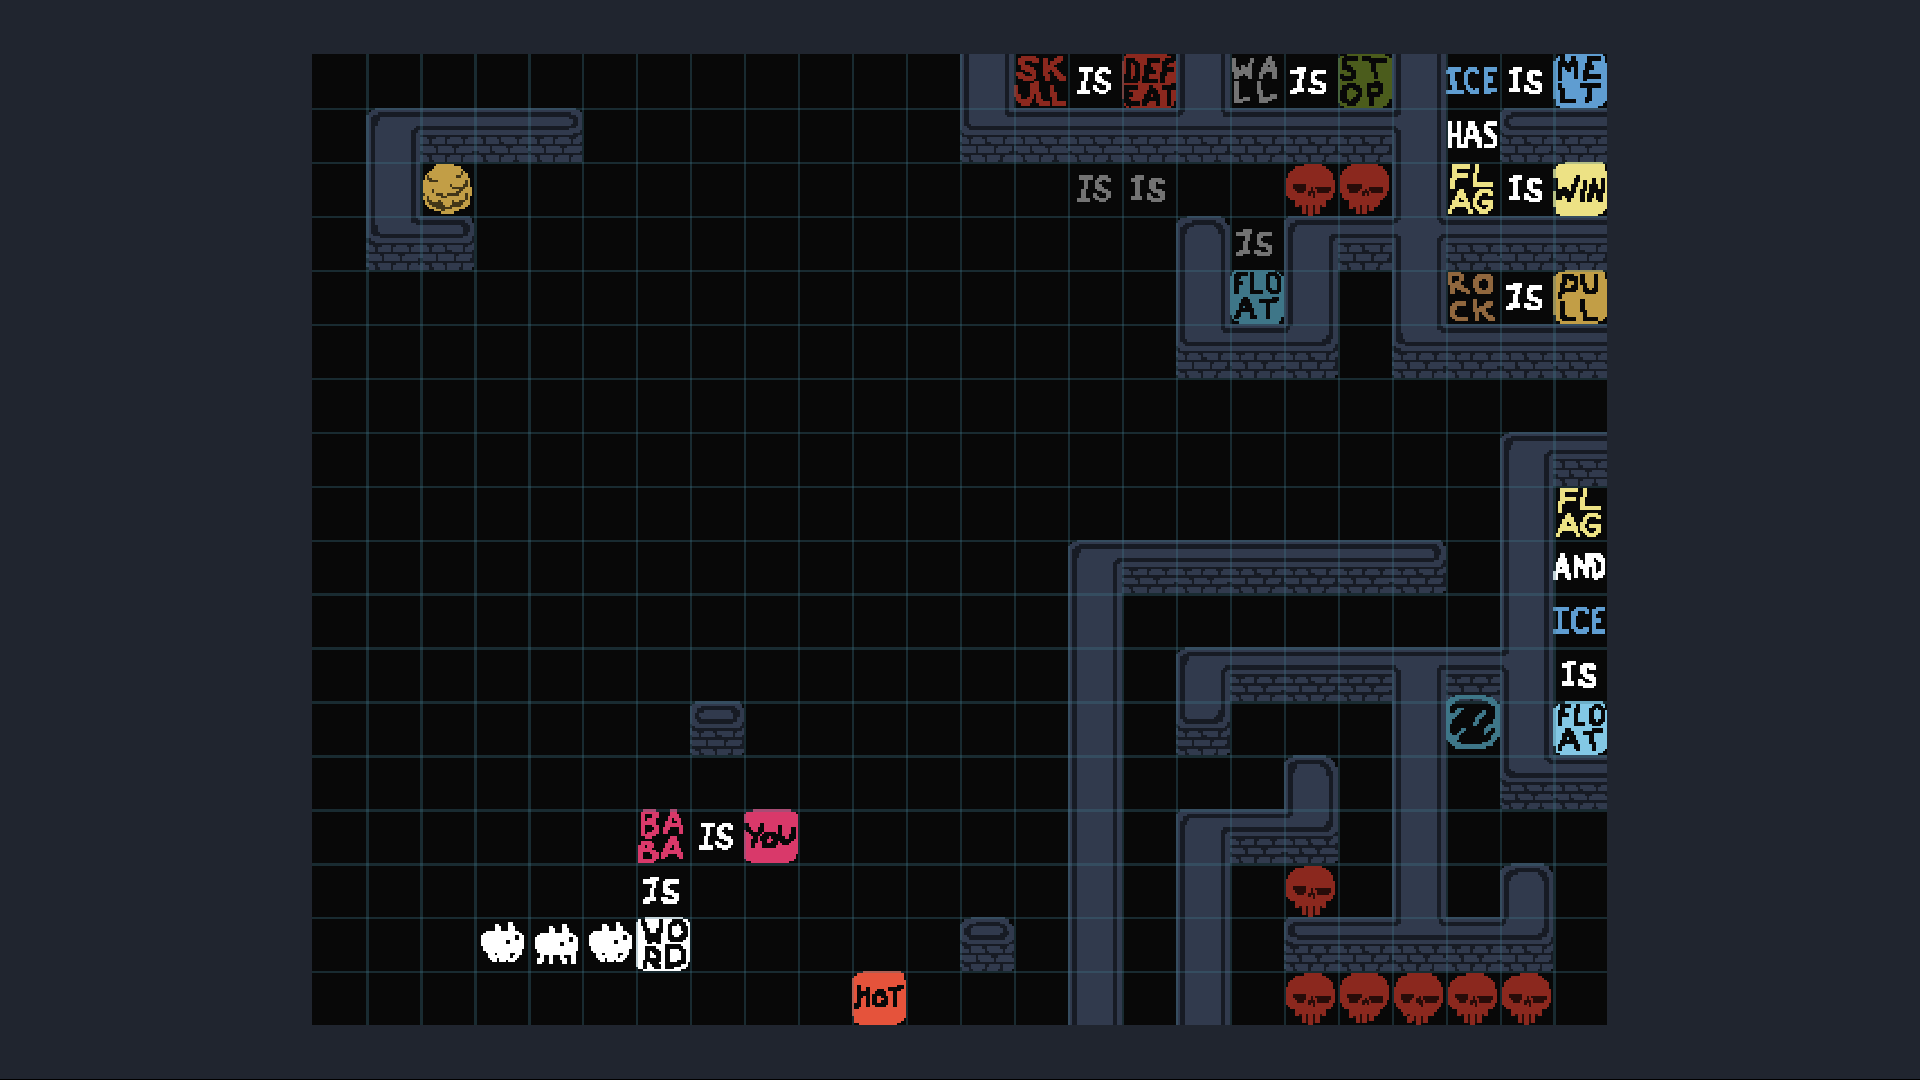 SKULL IS DEFEAT WALL IS STOP ICE IS MELT
HAS
IS IS FLAG IS WIN
IS
FLOAT ROCK IS PULL
FLAG
AND
ICE
IS
FLOAT
BABA IS YOU
IS
WORD
HOT